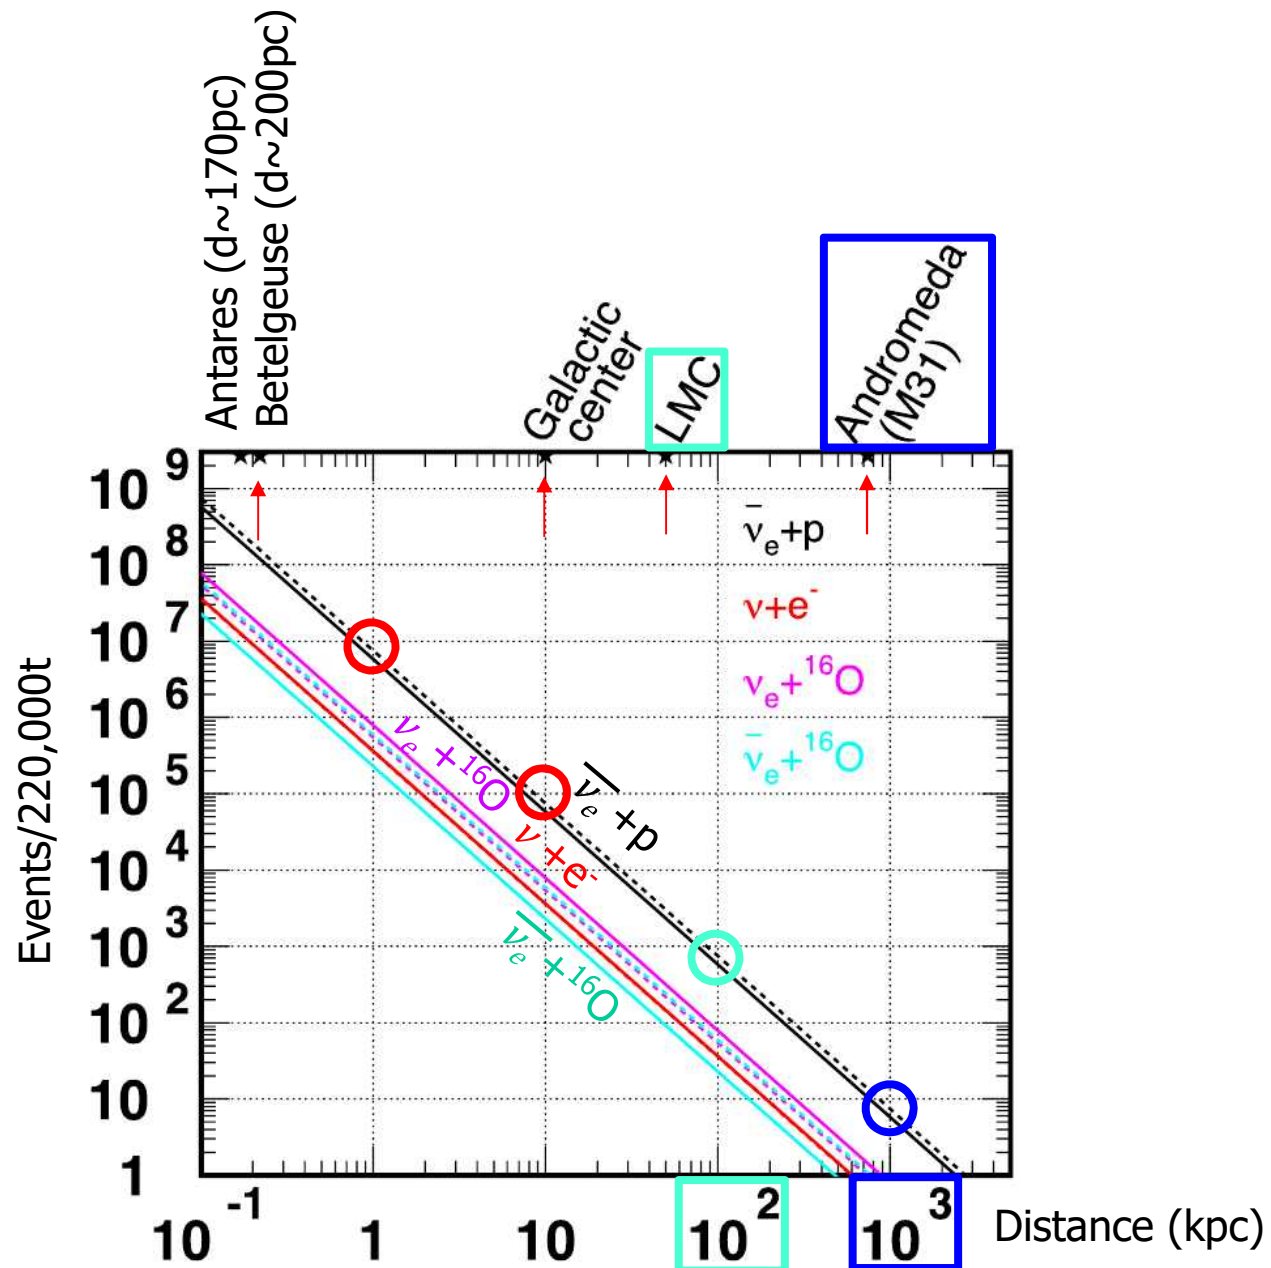 Antares (d~170pc)
Betelgeuse (d~200pc)
Galactic
center
LMC
Andromeda
(M31)
Events/220,000t
10⁹
10⁸
10⁷
10⁶
10⁵
10⁴
10³
10²
10
1
ν̄ₑ+p
ν+e⁻
νₑ+¹⁶O
ν̄ₑ+¹⁶O
νₑ +¹⁶O
ν̄ₑ +p
ν +e⁻
ν̄ₑ +¹⁶O
10⁻¹ 1 10 10² 10³
Distance (kpc)